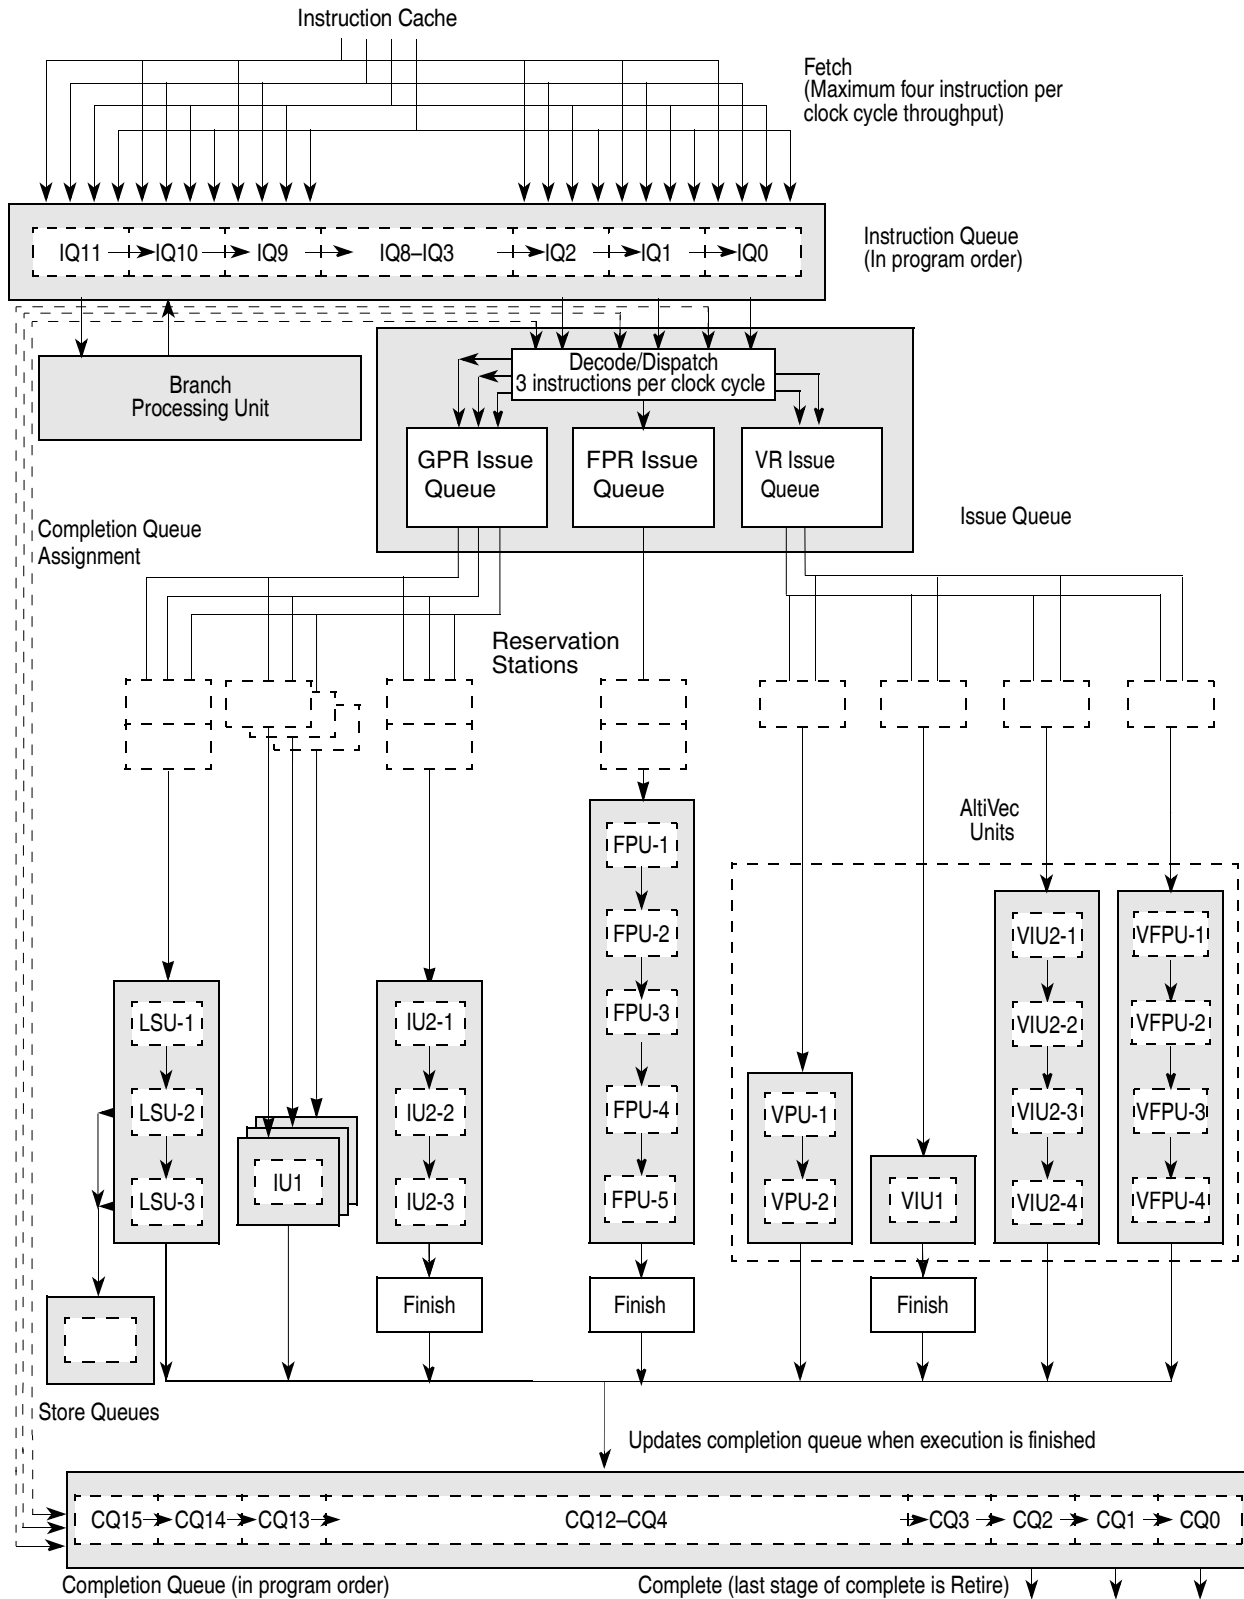 Instruction Cache
Fetch
(Maximum four instruction per
clock cycle throughput)
IQ11
IQ10
IQ9
IQ8–IQ3
IQ2
IQ1
IQ0
Instruction Queue
(In program order)
Branch
Processing Unit
Decode/Dispatch
3 instructions per clock cycle
GPR Issue
Queue
FPR Issue
Queue
VR Issue
Queue
Issue Queue
Completion Queue
Assignment
Reservation
Stations
AltiVec
Units
LSU-1
LSU-2
LSU-3
IU1
IU2-1
IU2-2
IU2-3
FPU-1
FPU-2
FPU-3
FPU-4
FPU-5
VPU-1
VPU-2
VIU1
VIU2-1
VIU2-2
VIU2-3
VIU2-4
VFPU-1
VFPU-2
VFPU-3
VFPU-4
Finish
Finish
Finish
Store Queues
Updates completion queue when execution is finished
CQ15
CQ14
CQ13
CQ12–CQ4
CQ3
CQ2
CQ1
CQ0
Completion Queue (in program order)
Complete (last stage of complete is Retire)